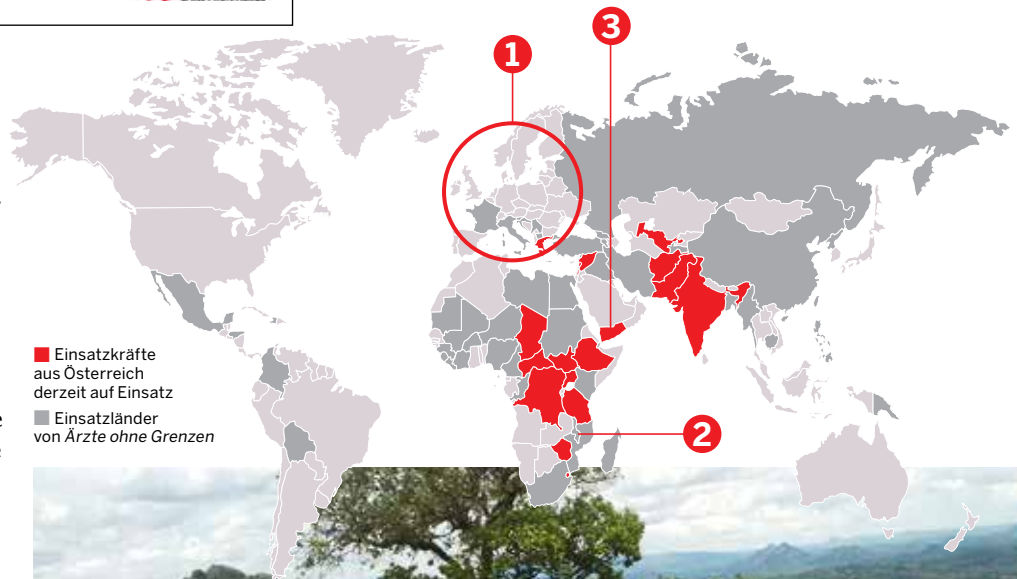 1
3
Einsatzkräfte
aus Österreich
derzeit auf Einsatz
Einsatzländer
von Ärzte ohne Grenzen
2